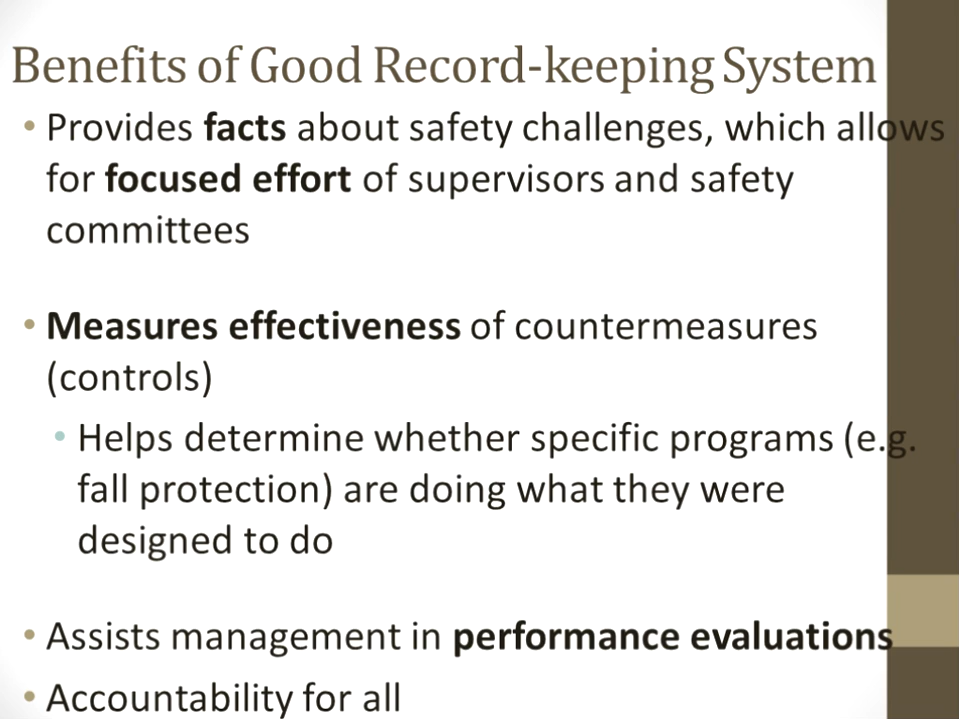 Benefits of Good Record-keeping System
• Provides facts about safety challenges, which allows
for focused effort of supervisors and safety
committees
• Measures effectiveness of countermeasures
(controls)
• Helps determine whether specific programs (e.g.
fall protection) are doing what they were
designed to do
• Assists management in performance evaluations
• Accountability for all